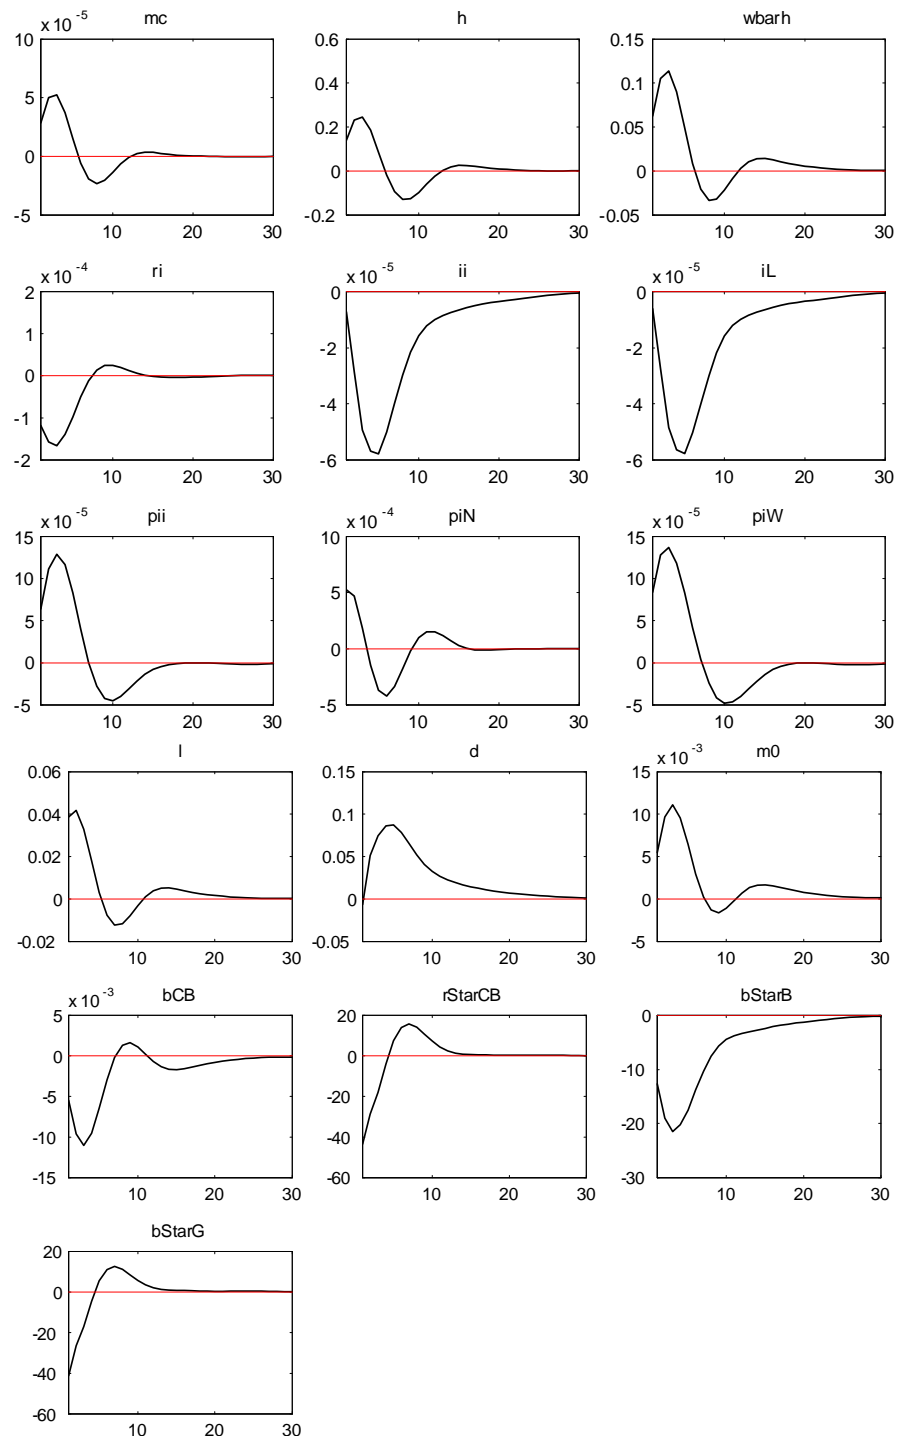 mc h wbarh
x 10 -5
10 0.6 0.15
5 0.4 0.1
0 0.2 0.05
-5 0 0
-0.2 -0.05
10 20 30 10 20 30 10 20 30
ri ii iL
x 10 -4 x 10 -5 x 10 -5
2 0 0
1 -2 -2
0 -4 -4
-1 -6 -6
-2
10 20 30 10 20 30 10 20 30
pii piN piW
x 10 -5 x 10 -4 x 10 -5
15 10 15
10 5 10
5 0 5
0 -5 0
-5 -5
10 20 30 10 20 30 10 20 30
l d m0
x 10 -3
0.06 0.15 15
0.04 0.1 10
0.02 0.05 5
0 0 0
-0.02 -0.05 -5
10 20 30 10 20 30 10 20 30
bCB rStarCB bStarB
x 10 -3
5 20 0
0 0 -10
-5 -20 -20
-10 -40 -30
-15 -60
10 20 30 10 20 30 10 20 30
bStarG
20
0
-20
-40
-60
10 20 30